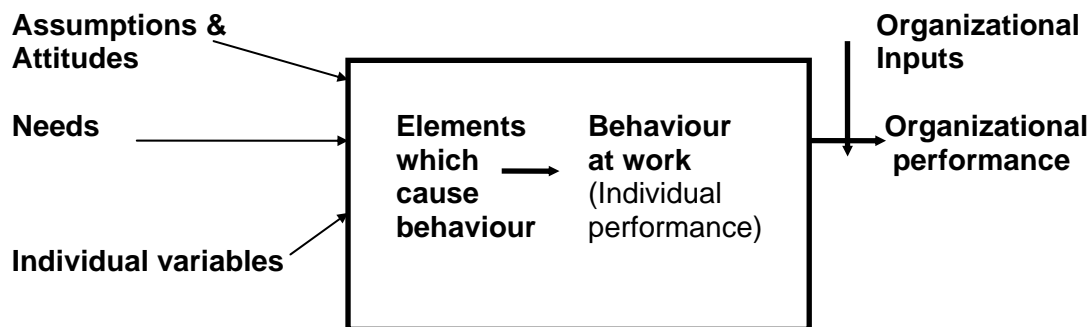 Assumptions &
Attitudes
Needs
Individual variables
Elements
which
cause
behaviour
Behaviour
at work
(Individual
performance)
Organizational
Inputs
Organizational
performance